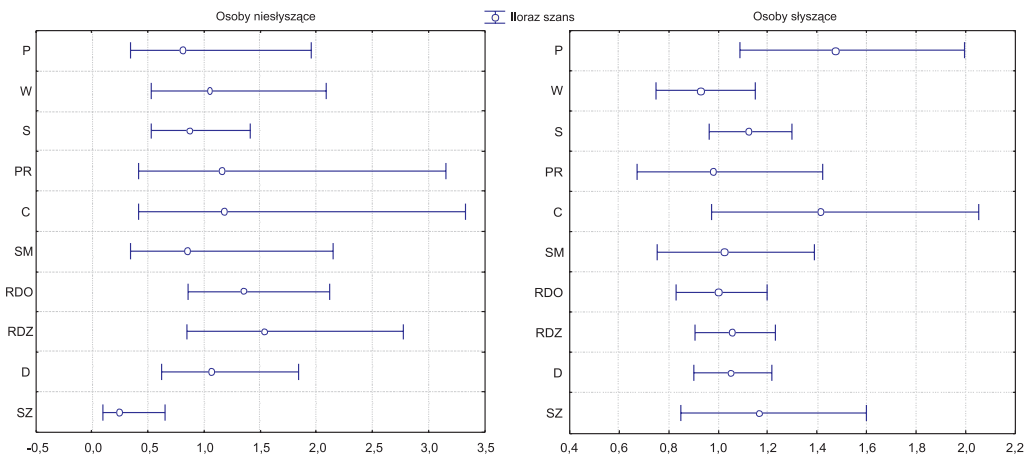 Osoby niesłyszące
Iloraz szans
Osoby słyszące
P
W
S
PR
C
SM
RDO
RDZ
D
SZ
-0,5 0,0 0,5 1,0 1,5 2,0 2,5 3,0 3,5
P
W
S
PR
C
SM
RDO
RDZ
D
SZ
0,4 0,6 0,8 1,0 1,2 1,4 1,6 1,8 2,0 2,2